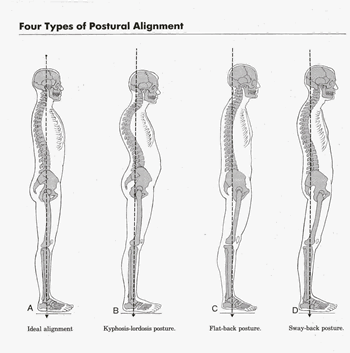 Four Types of Postural Alignment
A
B
C
D
Ideal alignment
Kyphosis-lordosis posture.
Flat-back posture.
Sway-back posture.